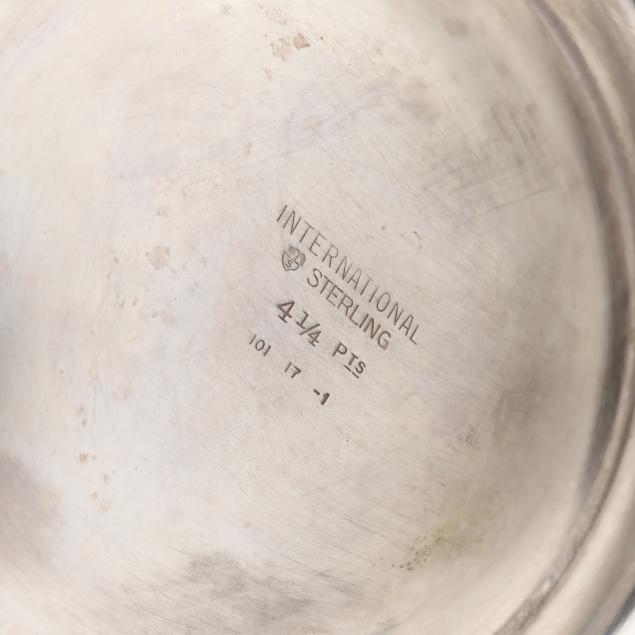 INTERNATIONAL
STERLING
4 1/4 PTS
101 17 -1